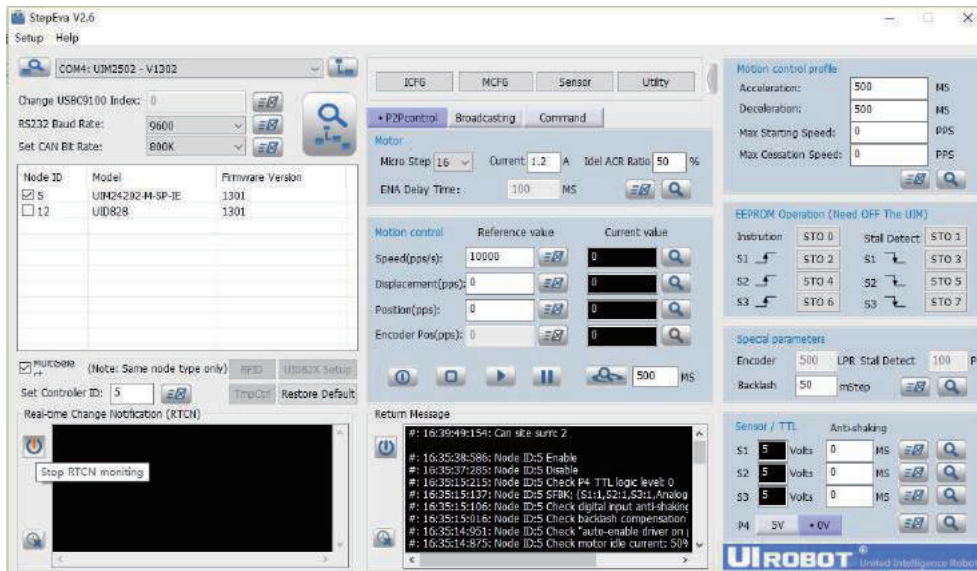 StepEva V2.6
Setup Help
COM4: UIM2502 - V1302
Change USBC9100 Index: 0
RS232 Baud Rate: 9600
Set CAN Bit Rate: 800K
Node ID Model Firmware Version
5 UIM24202-M-SP-IE 1301
12 UID828 1301
(Note: Same node type only) RFID UID82X Setup
Set Controler ID: 5 TmpCtrl Restore Default
Real-time Change Notification (RTCN)
Stop RTCN moniting
ICFG MCFG Sensor Utility
• P2Pcontrol Broadcasting Command
Motor
Micro Step 16 Current 1.2 A Idel ACR Ratio 50 %
ENA Delay Time: 100 MS
Motion control Reference value Current value
Speed(pps/s): 10000 0
Displacement(pps): 0 0
Position(pps): 0 0
Encoder Pos(pps): 0 0
500 MS
Return Message
#: 16:39:49:154: Can site surrc 2
#: 16:35:38:586: Node ID:5 Enable
#: 16:35:37:285: Node ID:5 Disable
#: 16:35:15:215: Node ID:5 Check P4 TTL logic level: 0
#: 16:35:15:137: Node ID:5 SFBK; {S1:1,S2:1,S3:1,Analog
#: 16:35:15:106: Node ID:5 Check digital input anti-shaking
#: 16:35:15:016: Node ID:5 Check backlash compensation
#: 16:35:14:951: Node ID:5 Check "auto-enable driver on
#: 16:35:14:875: Node ID:5 Check motor idle current: 50%
Motion control profile
Acceleration: 500 MS
Deceleration: 500 MS
Max Starting Speed: 0 PPS
Max Cessation Speed: 0 PPS
EEPROM Operation (Need OFF The UIM)
Instrution STO 0 Stall Detect STO 1
S1 STO 2 S1 STO 3
S2 STO 4 S2 STO 5
S3 STO 6 S3 STO 7
Special parameters
Encoder 500 LPR Stall Detect 100 P
Backlash 50 mStep
Sensor / TTL Anti-shaking
S1 5 Volts 0 MS
S2 5 Volts 0 MS
S3 5 Volts 0 MS
P4 5V • 0V
UIROBOT ® United Intelligence Robot